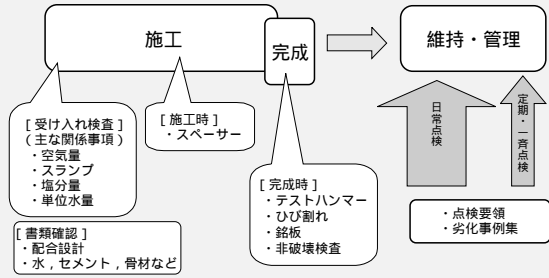 施工
完成
維持・管理
[ 受け入れ検査 ]
( 主な関係事項 )
・空気量
・スランプ
・塩分量
・単位水量
[ 施工時 ]
・スペーサー
[ 完成時 ]
・テストハンマー
・ひび割れ
・銘板
・非破壊検査
日常点検
定期・一斉点検
・点検要領
・劣化事例集
[ 書類確認 ]
・配合設計
・水 , セメント , 骨材など